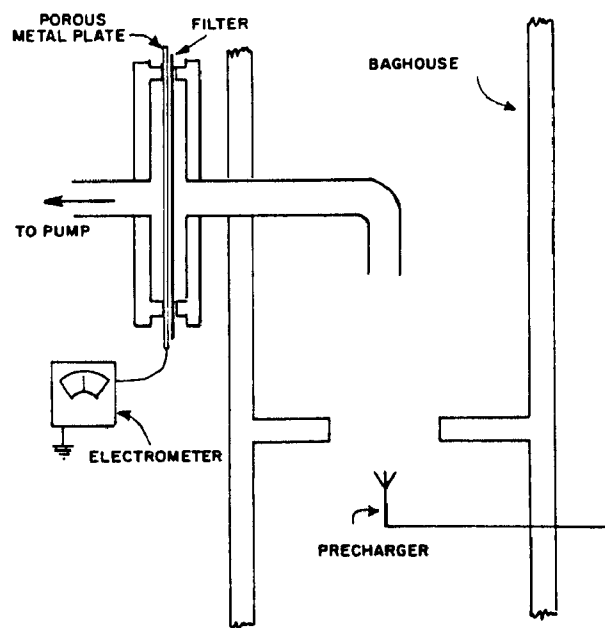 POROUS
METAL PLATE
FILTER
BAGHOUSE
TO PUMP
ELECTROMETER
PRECHARGER